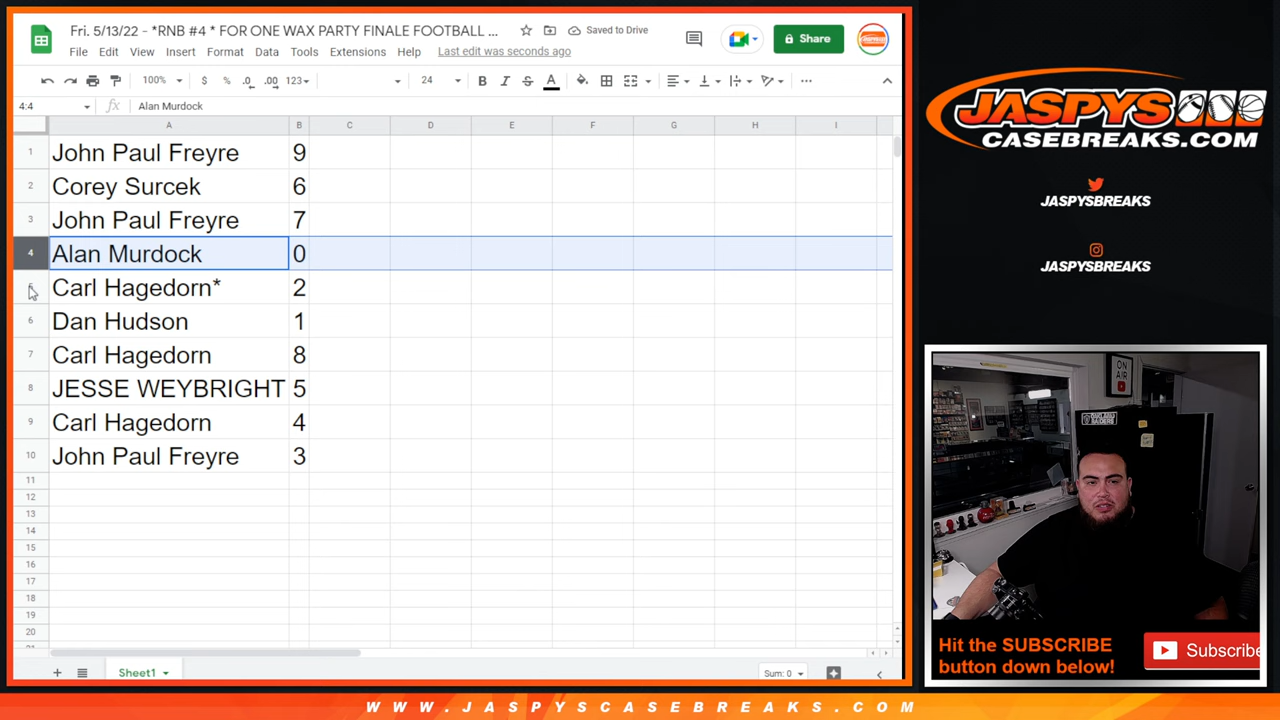 Fri. 5/13/22 - *RNB #4 * FOR ONE WAX PARTY FINALE FOOTBALL ...
Saved to Drive
File Edit View Insert Format Data Tools Extensions Help Last edit was seconds ago
Share
100% $ % .0 .00 123 24 B I S A
4:4 fx Alan Murdock
A B C D E F G H I
1 John Paul Freyre 9
2 Corey Surcek 6
3 John Paul Freyre 7
4 Alan Murdock 0
Carl Hagedorn* 2
6 Dan Hudson 1
7 Carl Hagedorn 8
8 JESSE WEYBRIGHT 5
9 Carl Hagedorn 4
10 John Paul Freyre 3
11
12
13
14
15
16
17
18
19
20
Sheet1
Sum: 0
JASPYS
CASEBREAKS.COM
JASPYSBREAKS
JASPYSBREAKS
ON
AIR
Hit the SUBSCRIBE
button down below!
Subscribe
WWW.JASPYSCASEBREAKS.COM